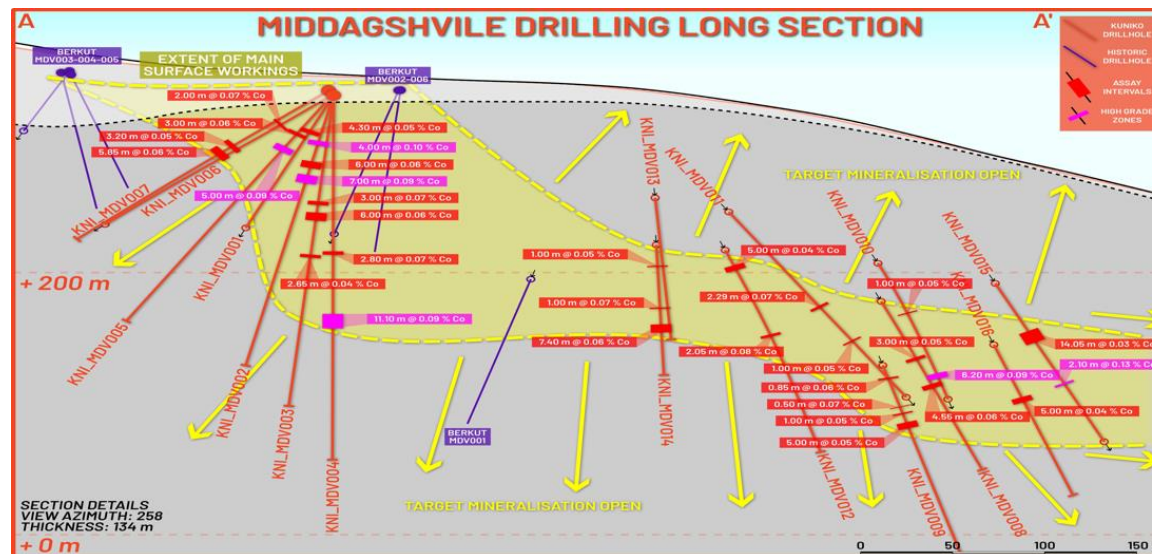 A
MIDDAGSHVILE DRILLING LONG SECTION
A'
KUNIKO
DRILLHOLE
HISTORIC
DRILLHOLE
ASSAY
INTERVALS
HIGH GRADE
ZONES
BERKUT
MDV003-004-005
EXTENT OF MAIN
SURFACE WORKINGS
BERKUT
MDV002-006
2.00 m @ 0.07 % Co
3.00 m @ 0.06 % Co
3.20 m @ 0.05 % Co
5.85 m @ 0.06 % Co
4.30 m @ 0.05 % Co
4.00 m @ 0.10 % Co
6.00 m @ 0.06 % Co
7.00 m @ 0.09 % Co
5.00 m @ 0.09 % Co
3.00 m @ 0.07 % Co
6.00 m @ 0.06 % Co
2.80 m @ 0.07 % Co
2.65 m @ 0.04 % Co
11.10 m @ 0.09 % Co
KNI_MDV007
KNI_MDV006
KNI_MDV001
KNI_MDV005
KNI_MDV002
KNI_MDV003
KNI_MDV004
BERKUT
MDV001
KNI_MDV013
KNI_MDV011
KNI_MDV010
KNI_MDV015
KNI_MDV016
TARGET MINERALISATION OPEN
1.00 m @ 0.05 % Co
5.00 m @ 0.04 % Co
1.00 m @ 0.05 % Co
2.29 m @ 0.07 % Co
1.00 m @ 0.07 % Co
7.40 m @ 0.06 % Co
2.05 m @ 0.08 % Co
3.00 m @ 0.05 % Co
14.05 m @ 0.03 % Co
1.00 m @ 0.05 % Co
6.20 m @ 0.09 % Co
2.10 m @ 0.13 % Co
0.85 m @ 0.06 % Co
0.50 m @ 0.07 % Co
4.55 m @ 0.06 % Co
5.00 m @ 0.04 % Co
1.00 m @ 0.05 % Co
5.00 m @ 0.05 % Co
KNI_MDV014
KNI_MDV012
KNI_MDV009
KNI_MDV008
+ 200 m
TARGET MINERALISATION OPEN
SECTION DETAILS
VIEW AZIMUTH: 258
THICKNESS: 134 m
+ 0 m
0 50 100 150